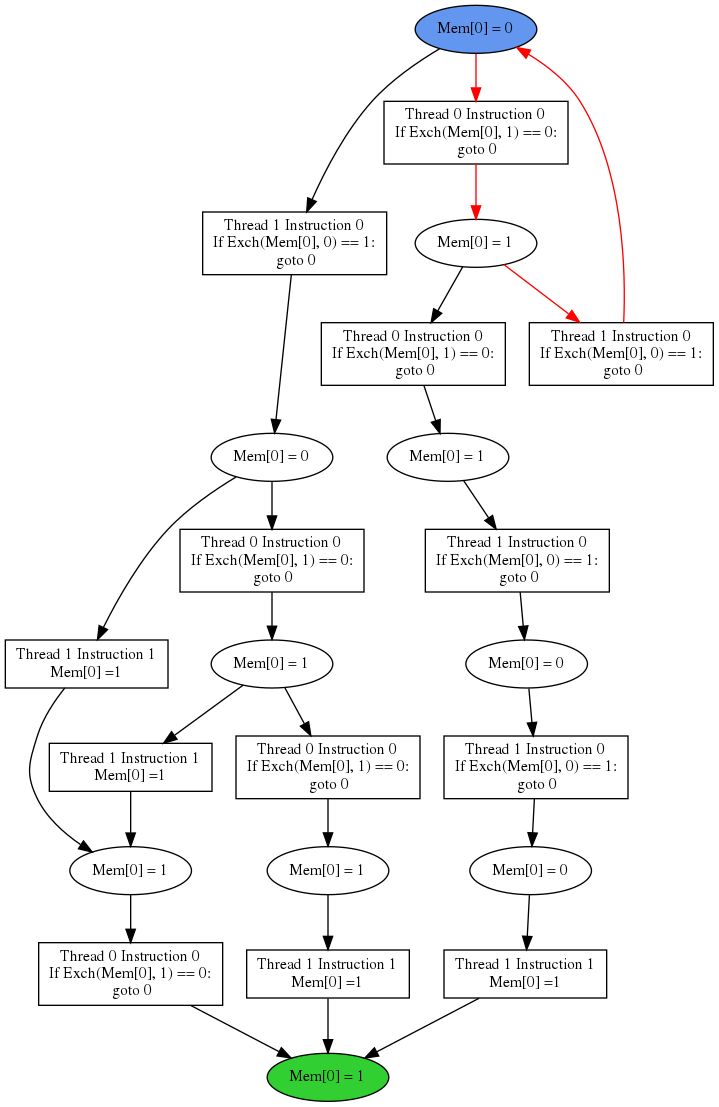 Mem[0] = 0
Thread 0 Instruction 0
If Exch(Mem[0], 1) == 0:
goto 0
Thread 1 Instruction 0
If Exch(Mem[0], 0) == 1:
goto 0
Mem[0] = 1
Thread 0 Instruction 0
If Exch(Mem[0], 1) == 0:
goto 0
Thread 1 Instruction 0
If Exch(Mem[0], 0) == 1:
goto 0
Mem[0] = 0
Mem[0] = 1
Thread 0 Instruction 0
If Exch(Mem[0], 1) == 0:
goto 0
Thread 1 Instruction 0
If Exch(Mem[0], 0) == 1:
goto 0
Thread 1 Instruction 1
Mem[0] =1
Mem[0] = 1
Mem[0] = 0
Thread 1 Instruction 1
Mem[0] =1
Thread 0 Instruction 0
If Exch(Mem[0], 1) == 0:
goto 0
Thread 1 Instruction 0
If Exch(Mem[0], 0) == 1:
goto 0
Mem[0] = 1
Mem[0] = 1
Mem[0] = 0
Thread 0 Instruction 0
If Exch(Mem[0], 1) == 0:
goto 0
Thread 1 Instruction 1
Mem[0] =1
Thread 1 Instruction 1
Mem[0] =1
Mem[0] = 1